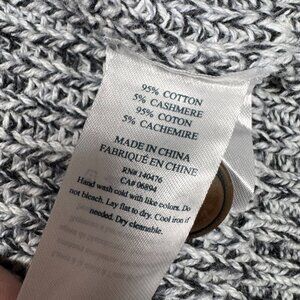 95% COTTON
5% CASHMERE
95% COTON
5% CACHEMIRE
MADE IN CHINA
FABRIQUÉ EN CHINE
RN# 140476
CA# 06894
Hand wash cold with like colors. Do
not bleach. Lay flat to dry. Cool iron if
needed. Dry cleanable.